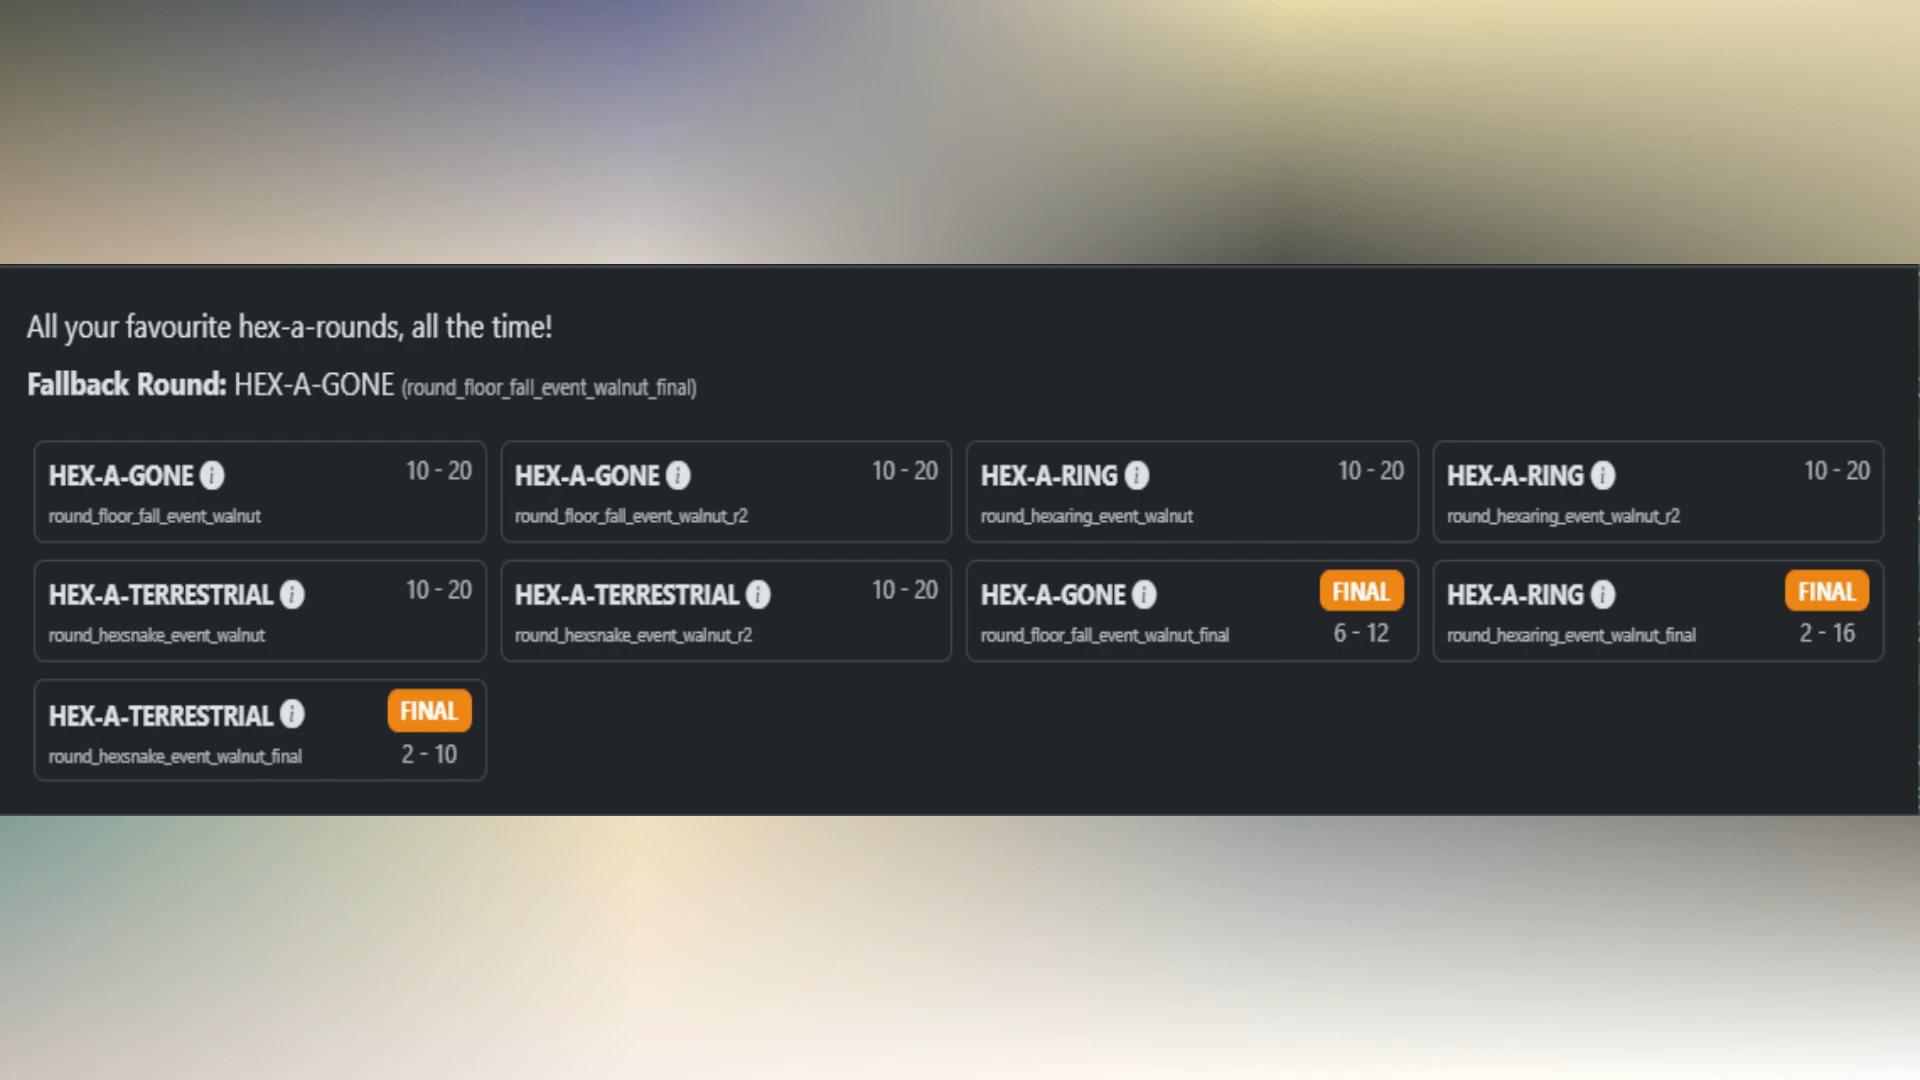 All your favourite hex-a-rounds, all the time!
Fallback Round: HEX-A-GONE (round_floor_fall_event_walnut_final)
HEX-A-GONE i 10 - 20
round_floor_fall_event_walnut
HEX-A-GONE i 10 - 20
round_floor_fall_event_walnut_r2
HEX-A-RING i 10 - 20
round_hexaring_event_walnut
HEX-A-RING i 10 - 20
round_hexaring_event_walnut_r2
HEX-A-TERRESTRIAL i 10 - 20
round_hexsnake_event_walnut
HEX-A-TERRESTRIAL i 10 - 20
round_hexsnake_event_walnut_r2
HEX-A-GONE i FINAL
round_floor_fall_event_walnut_final 6 - 12
HEX-A-RING i FINAL
round_hexaring_event_walnut_final 2 - 16
HEX-A-TERRESTRIAL i FINAL
round_hexsnake_event_walnut_final 2 - 10